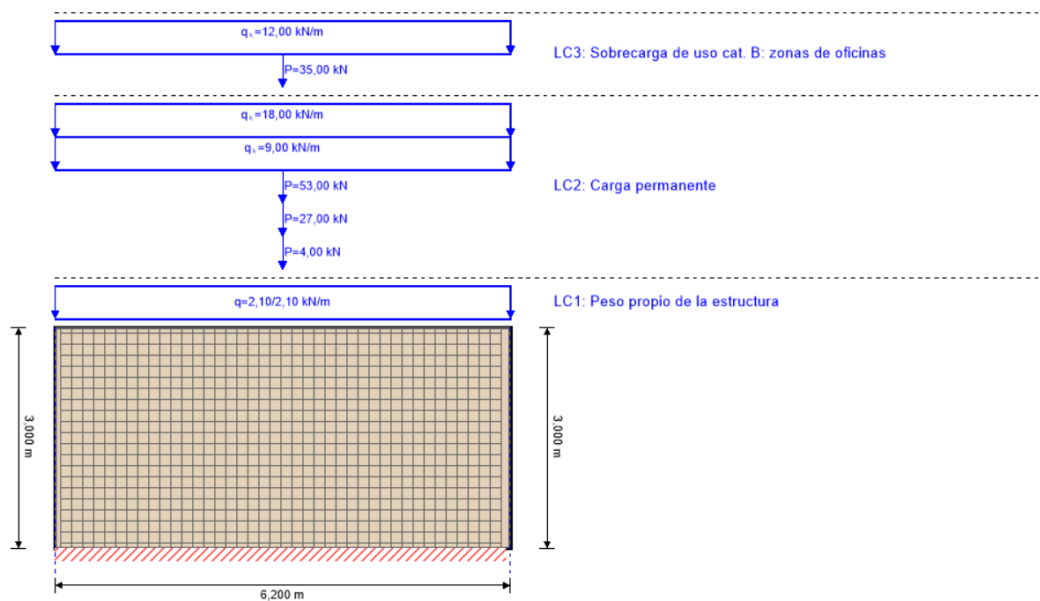 qₖ=12,00 kN/m
P=35,00 kN
LC3: Sobrecarga de uso cat. B: zonas de oficinas
qₖ=18,00 kN/m
qₖ=9,00 kN/m
P=53,00 kN
P=27,00 kN
P=4,00 kN
LC2: Carga permanente
q=2,10/2,10 kN/m
LC1: Peso propio de la estructura
3,000 m
3,000 m
6,200 m